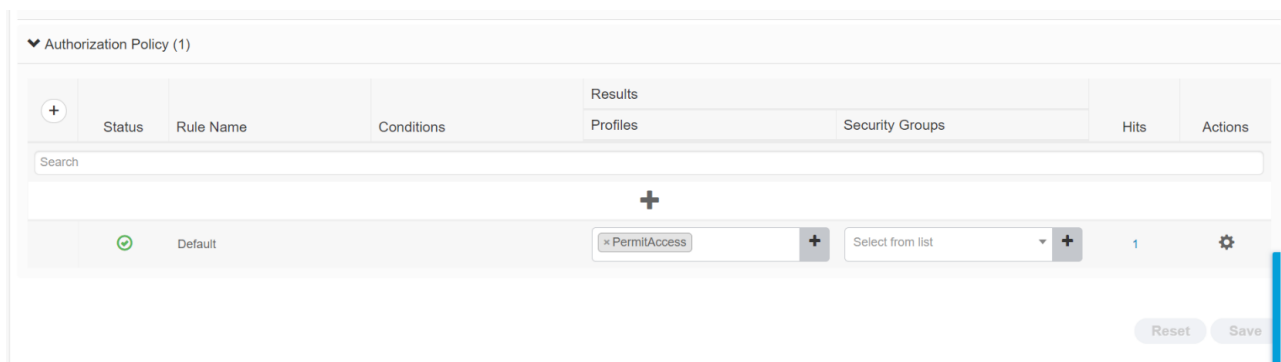 Authorization Policy (1)
Results
+ Status Rule Name Conditions Profiles Security Groups Hits Actions
Search
+
Default × PermitAccess + Select from list + 1
Reset Save